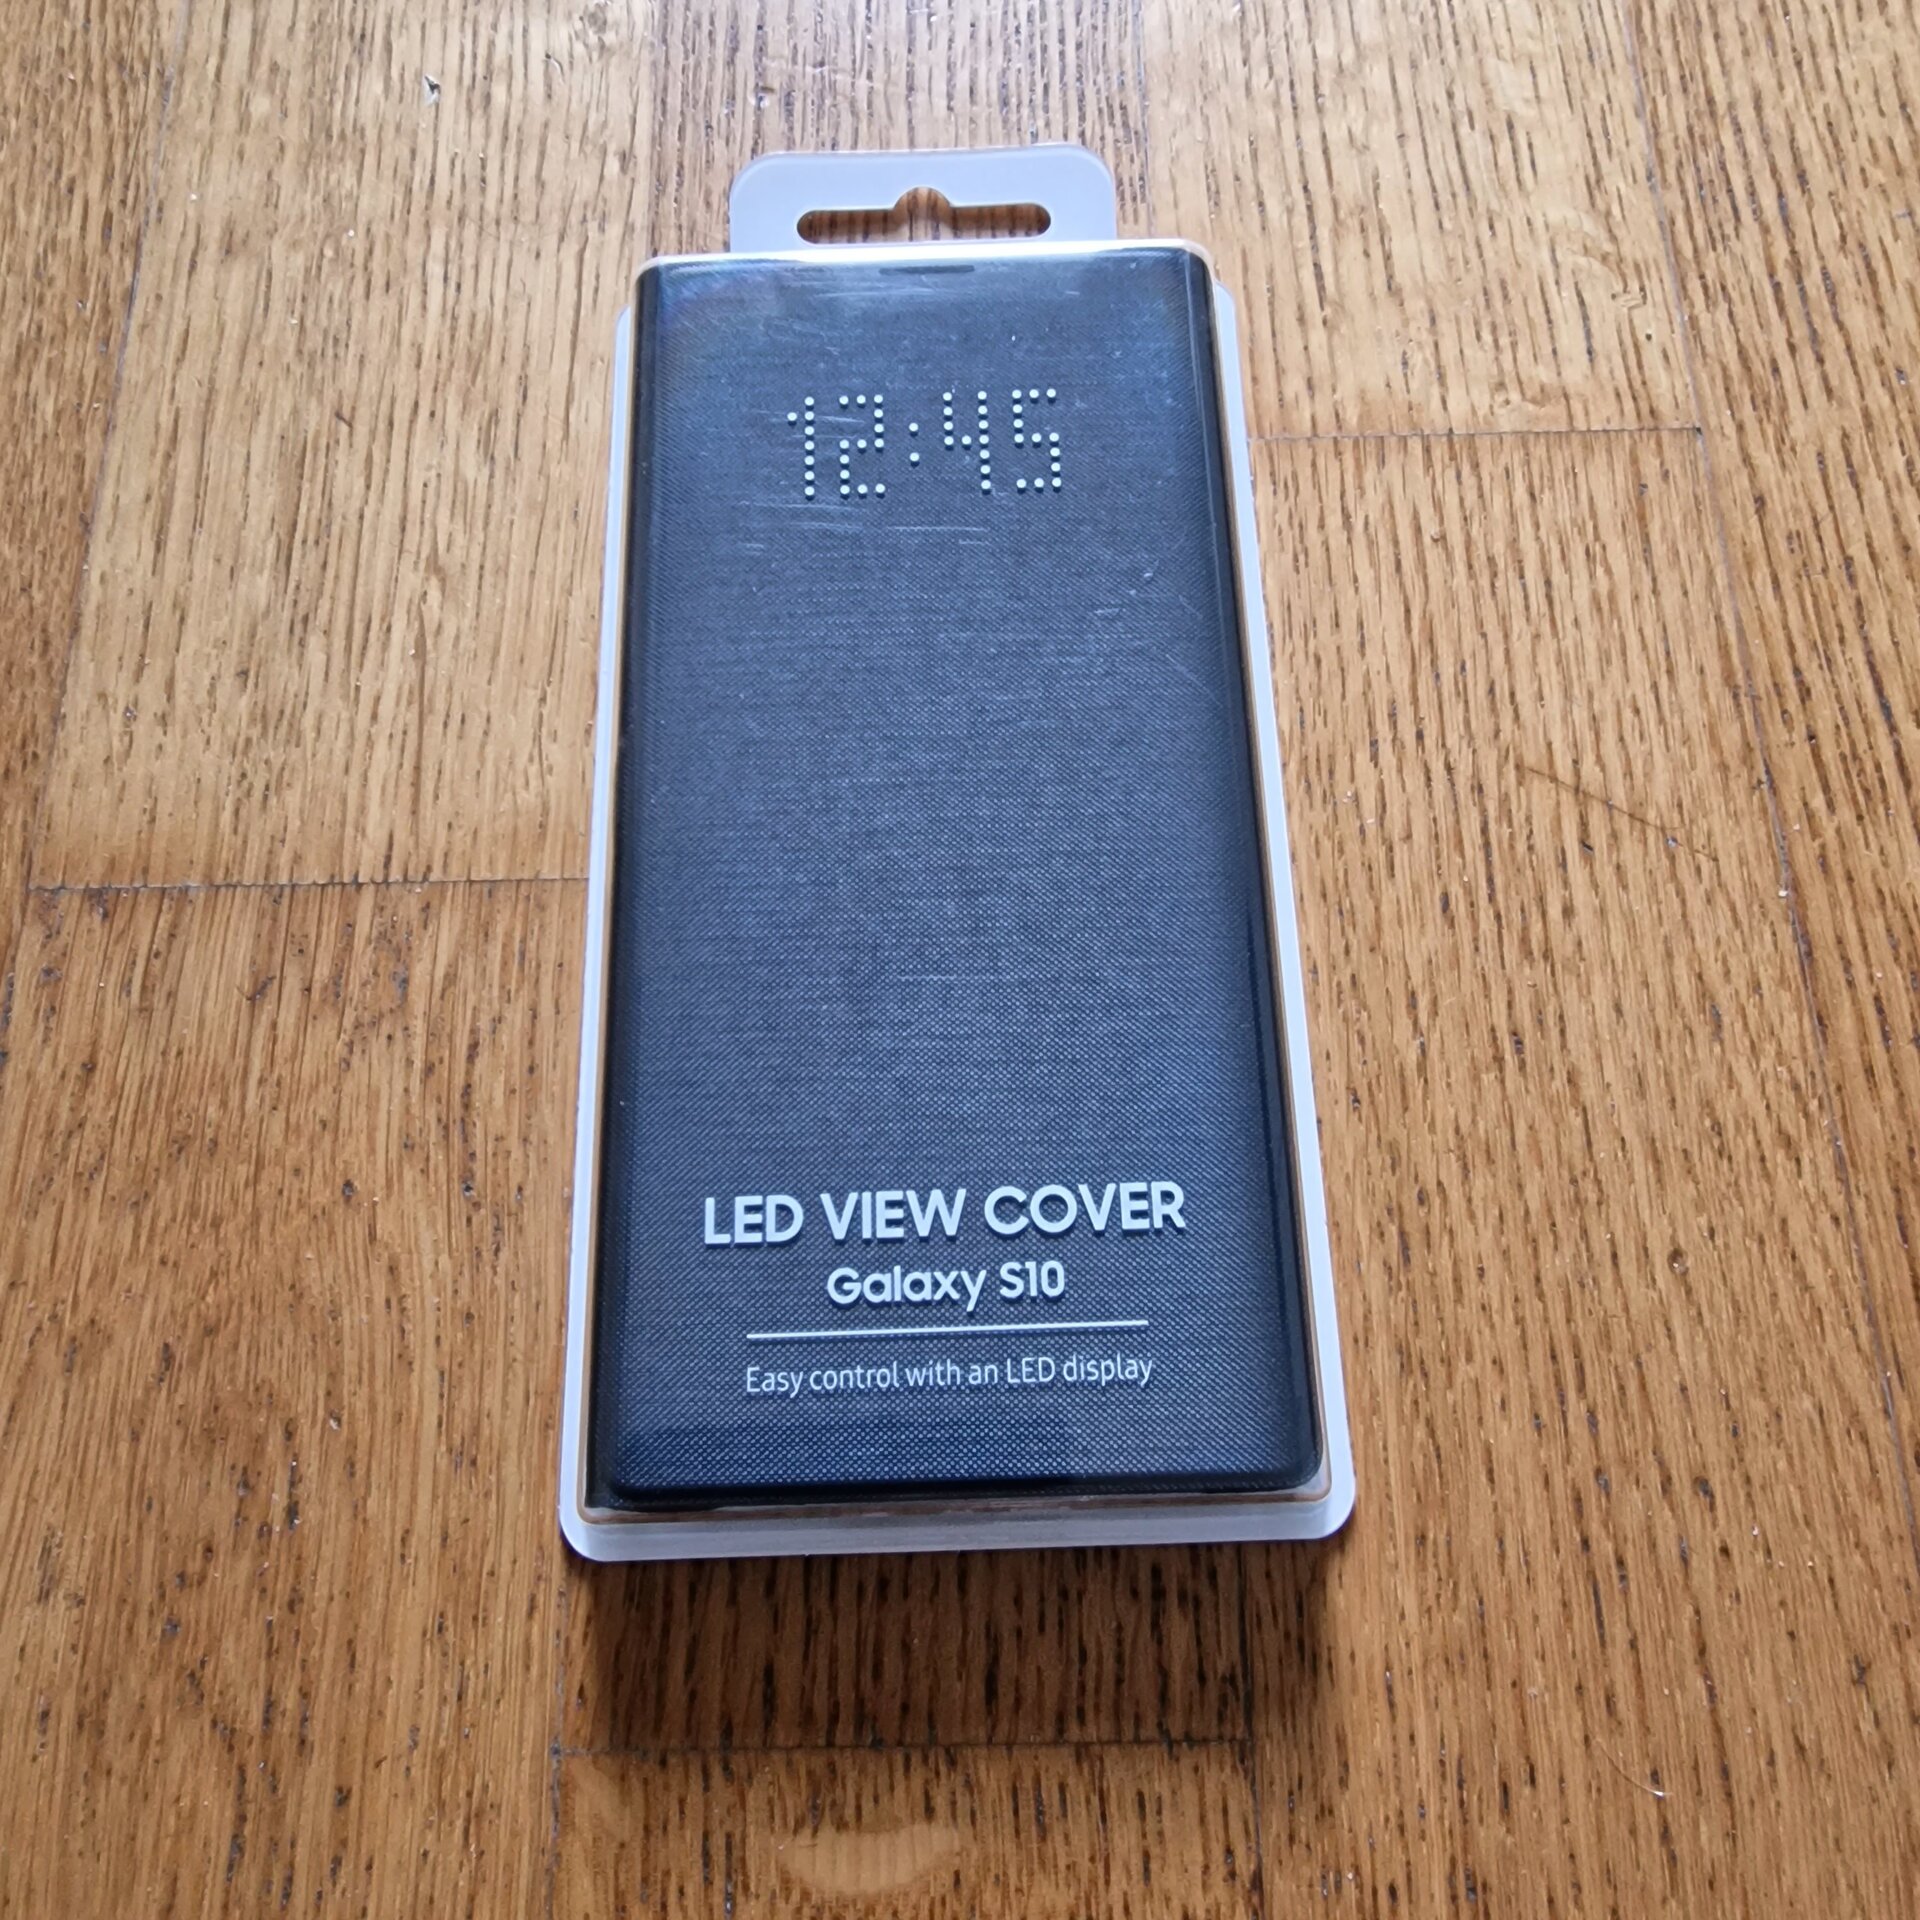 12:45
LED VIEW COVER
Galaxy S10
Easy control with an LED display